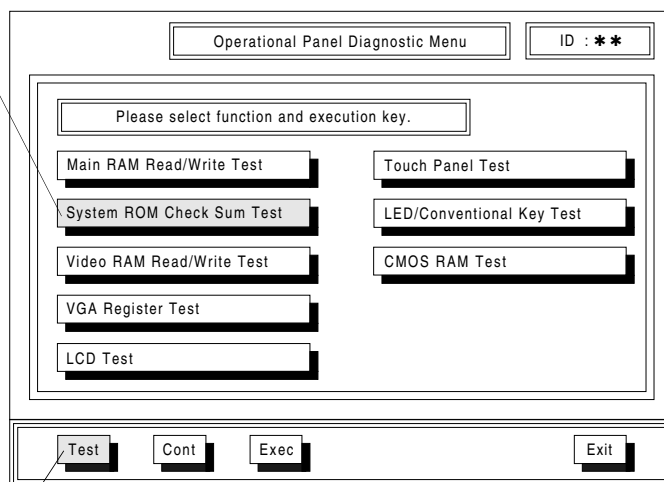 Operational Panel Diagnostic Menu
ID : ✱✱
Please select function and execution key.
Main RAM Read/Write Test
System ROM Check Sum Test
Video RAM Read/Write Test
VGA Register Test
LCD Test
Touch Panel Test
LED/Conventional Key Test
CMOS RAM Test
Test
Cont
Exec
Exit